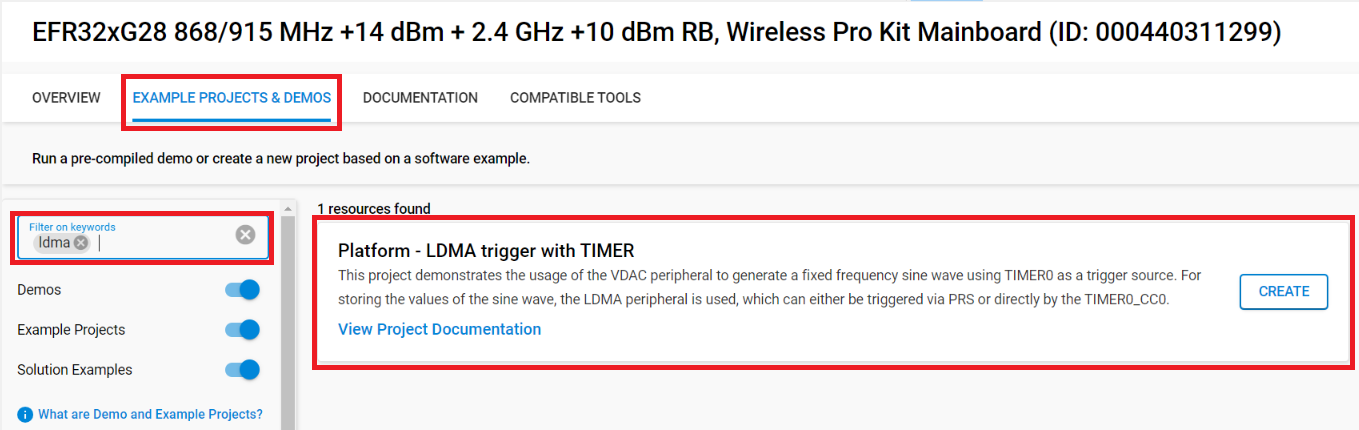 EFR32xG28 868/915 MHz +14 dBm + 2.4 GHz +10 dBm RB, Wireless Pro Kit Mainboard (ID: 000440311299)
OVERVIEW EXAMPLE PROJECTS & DEMOS DOCUMENTATION COMPATIBLE TOOLS
Run a pre-compiled demo or create a new project based on a software example.
Filter on keywords
ldma
Demos
Example Projects
Solution Examples
What are Demo and Example Projects?
1 resources found
Platform - LDMA trigger with TIMER
This project demonstrates the usage of the VDAC peripheral to generate a fixed frequency sine wave using TIMER0 as a trigger source. For
storing the values of the sine wave, the LDMA peripheral is used, which can either be triggered via PRS or directly by the TIMER0_CC0.
View Project Documentation
CREATE